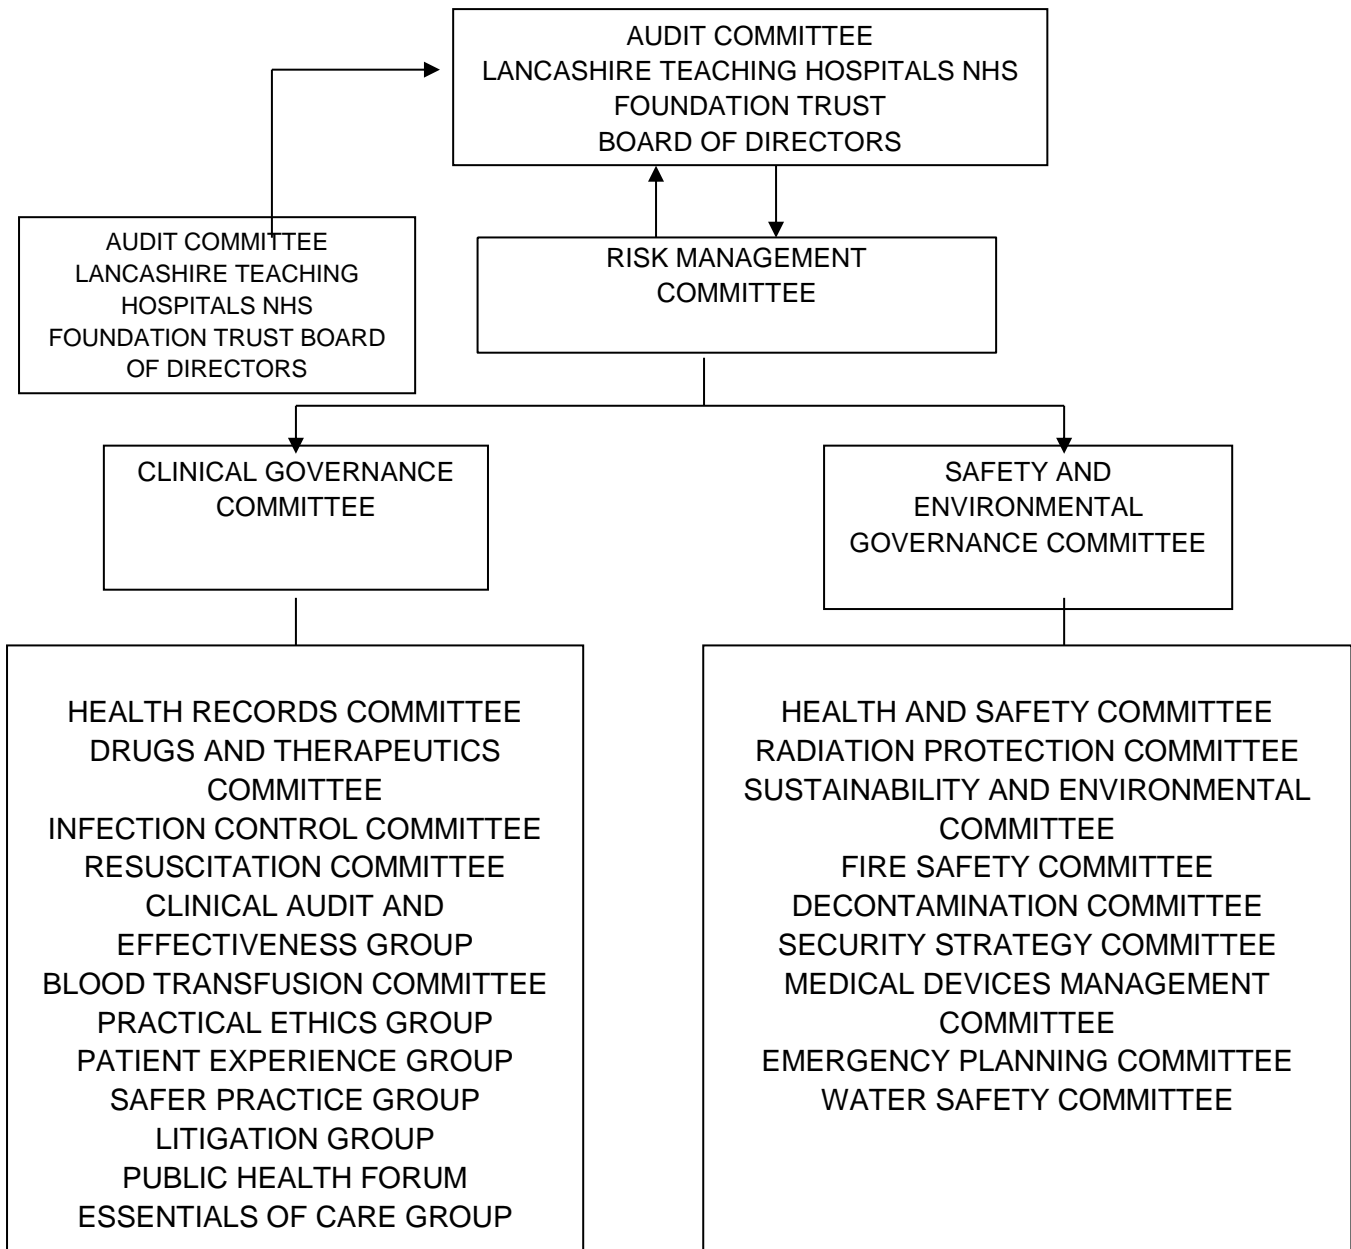 AUDIT COMMITTEE
LANCASHIRE TEACHING HOSPITALS NHS
FOUNDATION TRUST
BOARD OF DIRECTORS
AUDIT COMMITTEE
LANCASHIRE TEACHING
HOSPITALS NHS
FOUNDATION TRUST BOARD
OF DIRECTORS
RISK MANAGEMENT
COMMITTEE
CLINICAL GOVERNANCE
COMMITTEE
SAFETY AND
ENVIRONMENTAL
GOVERNANCE COMMITTEE
HEALTH RECORDS COMMITTEE
DRUGS AND THERAPEUTICS
COMMITTEE
INFECTION CONTROL COMMITTEE
RESUSCITATION COMMITTEE
CLINICAL AUDIT AND
EFFECTIVENESS GROUP
BLOOD TRANSFUSION COMMITTEE
PRACTICAL ETHICS GROUP
PATIENT EXPERIENCE GROUP
SAFER PRACTICE GROUP
LITIGATION GROUP
PUBLIC HEALTH FORUM
ESSENTIALS OF CARE GROUP
HEALTH AND SAFETY COMMITTEE
RADIATION PROTECTION COMMITTEE
SUSTAINABILITY AND ENVIRONMENTAL
COMMITTEE
FIRE SAFETY COMMITTEE
DECONTAMINATION COMMITTEE
SECURITY STRATEGY COMMITTEE
MEDICAL DEVICES MANAGEMENT
COMMITTEE
EMERGENCY PLANNING COMMITTEE
WATER SAFETY COMMITTEE